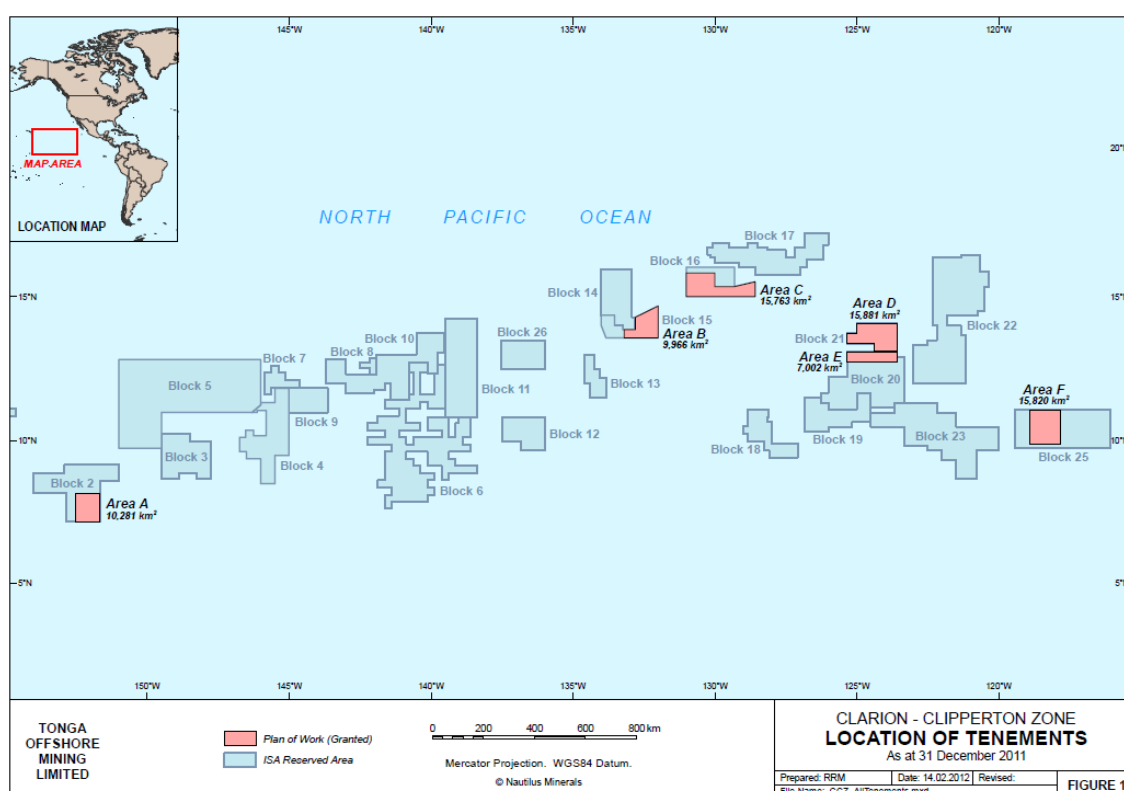 145°W
140°W
135°W
130°W
125°W
120°W
MAP.AREA
LOCATION MAP
20°N
NORTH PACIFIC OCEAN
Block 17
Block 16
15°N
Block 14
Area C
15,763 km²
15°N
Area D
15,881 km²
Block 15
Area B
9,966 km²
Block 21
Block 22
Block 10
Block 26
Block 8
Block 7
Area E
7,002 km²
Block 5
Block 11
Block 13
Block 20
Area F
15,820 km²
Block 9
10°N
Block 12
Block 19
Block 23
10°N
Block 3
Block 4
Block 18
Block 25
Block 2
Block 6
Area A
10,281 km²
5°N
5°N
150°W
145°W
140°W
135°W
130°W
125°W
120°W
TONGA
OFFSHORE
MINING
LIMITED
Plan of Work (Granted)
ISA Reserved Area
0 200 400 600 800 km
Mercator Projection. WGS84 Datum.
© Nautilus Minerals
CLARION - CLIPPERTON ZONE
LOCATION OF TENEMENTS
As at 31 December 2011
Prepared: RRM Date: 14.02.2012 Revised:
File Name: CCZ_AllTenements.mxd
FIGURE 1